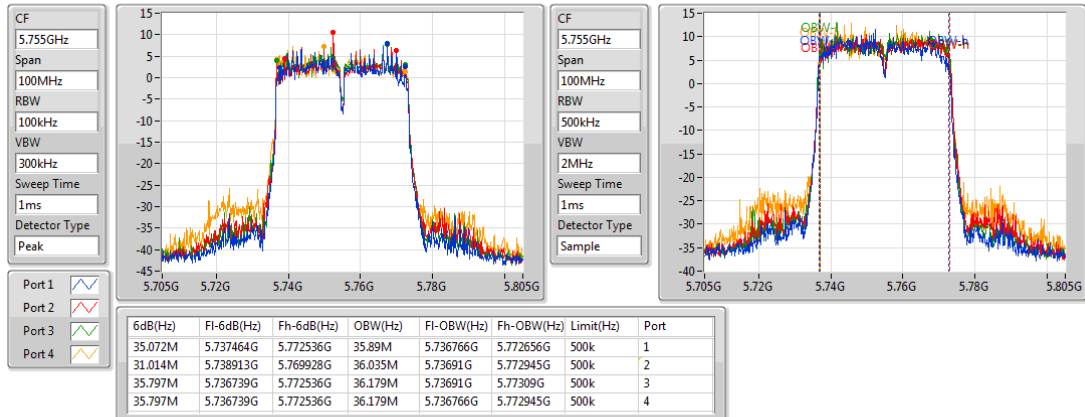 CF
5.755GHz
Span
100MHz
RBW
100kHz
VBW
300kHz
Sweep Time
1ms
Detector Type
Peak
Port 1
Port 2
Port 3
Port 4
15
10
5
0
-5
-10
-15
-20
-25
-30
-35
-40
-45
5.705G 5.72G 5.74G 5.76G 5.78G 5.805G
CF
5.755GHz
Span
100MHz
RBW
500kHz
VBW
2MHz
Sweep Time
1ms
Detector Type
Sample
15
10
5
0
-5
-10
-15
-20
-25
-30
-35
-40
OBW-l
OBW-h
5.705G 5.72G 5.74G 5.76G 5.78G 5.805G
6dB(Hz) Fl-6dB(Hz) Fh-6dB(Hz) OBW(Hz) Fl-OBW(Hz) Fh-OBW(Hz) Limit(Hz) Port
35.072M 5.737464G 5.772536G 35.89M 5.736766G 5.772656G 500k 1
31.014M 5.738913G 5.769928G 36.035M 5.73691G 5.772945G 500k 2
35.797M 5.736739G 5.772536G 36.179M 5.73691G 5.77309G 500k 3
35.797M 5.736739G 5.772536G 36.179M 5.736766G 5.772945G 500k 4